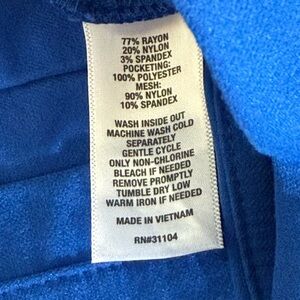 77% RAYON
20% NYLON
3% SPANDEX
POCKETING:
100% POLYESTER
MESH:
90% NYLON
10% SPANDEX
WASH INSIDE OUT
MACHINE WASH COLD
SEPARATELY
GENTLE CYCLE
ONLY NON-CHLORINE
BLEACH IF NEEDED
REMOVE PROMPTLY
TUMBLE DRY LOW
WARM IRON IF NEEDED
MADE IN VIETNAM
RN#31104